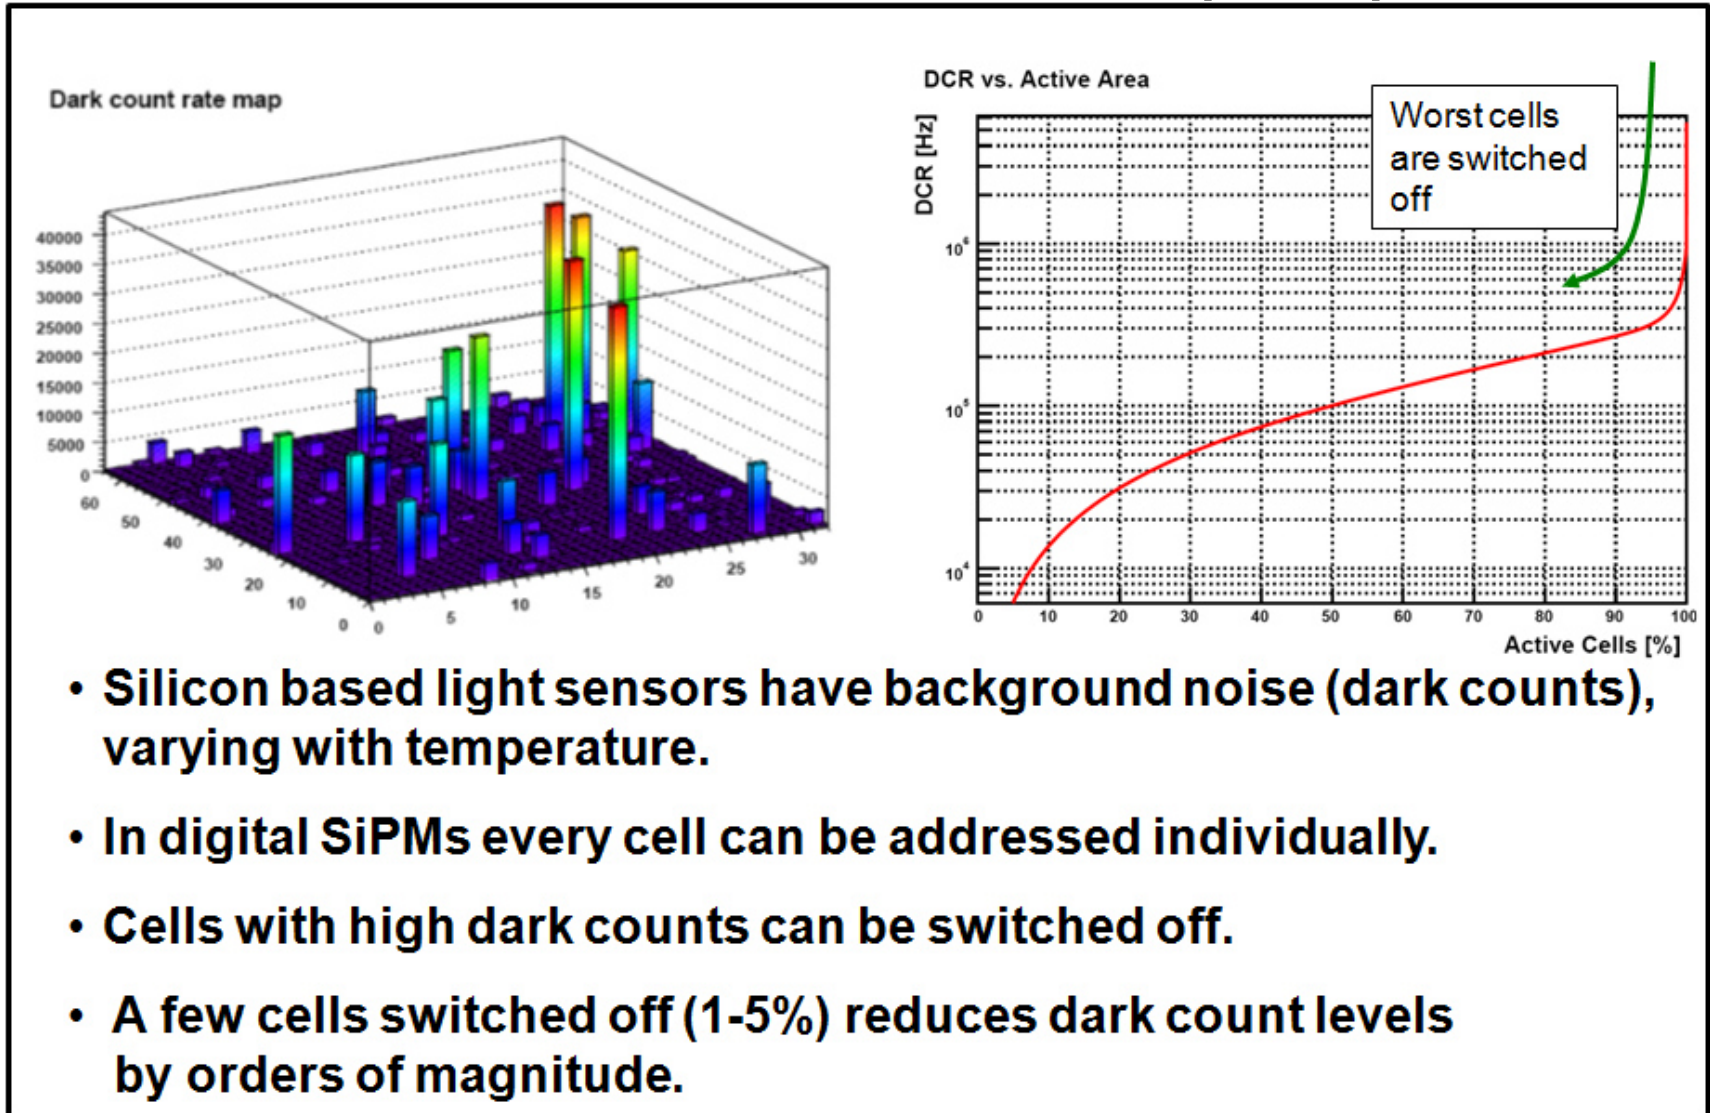 Dark count rate map
40000
35000
30000
25000
20000
15000
10000
5000
0
60
50
40
30
20
10
0
0
5
10
15
20
25
30
DCR vs. Active Area
DCR [Hz]
Worst cells
are switched
off
10⁶
10⁵
10⁴
0 10 20 30 40 50 60 70 80 90 100
Active Cells [%]
• Silicon based light sensors have background noise (dark counts),
varying with temperature.
• In digital SiPMs every cell can be addressed individually.
• Cells with high dark counts can be switched off.
• A few cells switched off (1-5%) reduces dark count levels
by orders of magnitude.